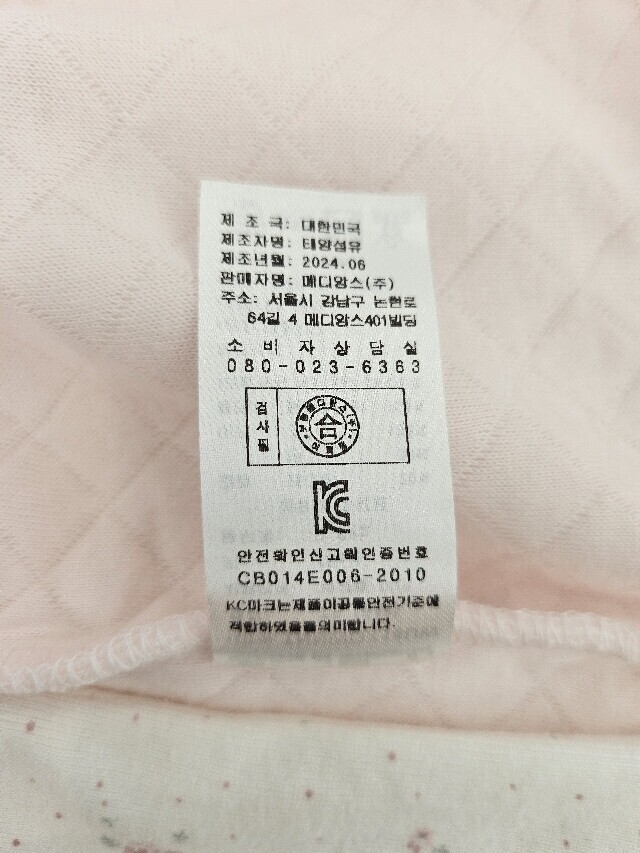 제 조 국: 대한민국
제조자명: 태양섬유
제조년월: 2024.06
판매자명: 메디앙스(주)
주소: 서울시 강남구 논현로
64길 4 메디앙스401빌딩
소 비 자 상 담 실
080-023-6363
검사필
합
안전확인신고확인증번호
CB014E006-2010
KC마크는제품이공통안전기준에
적합하였음을의미합니다.